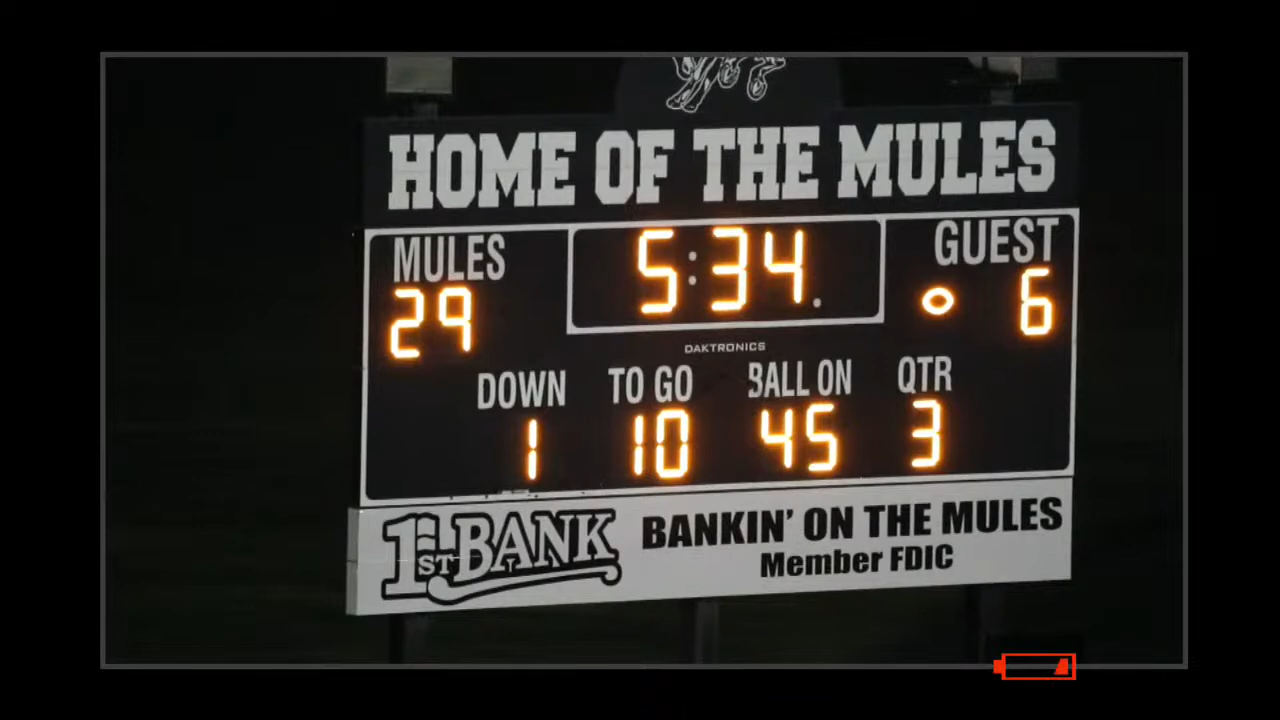 HOME OF THE MULES
MULES 5:34 GUEST
29 6
DAKTRONICS
DOWN TO GO BALL ON QTR
1 10 45 3
1ST BANK BANKIN' ON THE MULES
Member FDIC